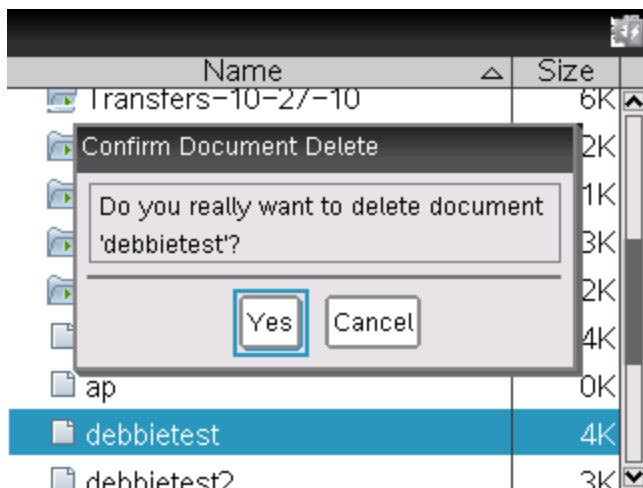 Name Size
Transfers-10-27-10 6K
Confirm Document Delete 2K
1K
Do you really want to delete document
'debbietest'? 3K
2K
Yes Cancel
4K
ap 0K
debbietest 4K
debbietest2 3K